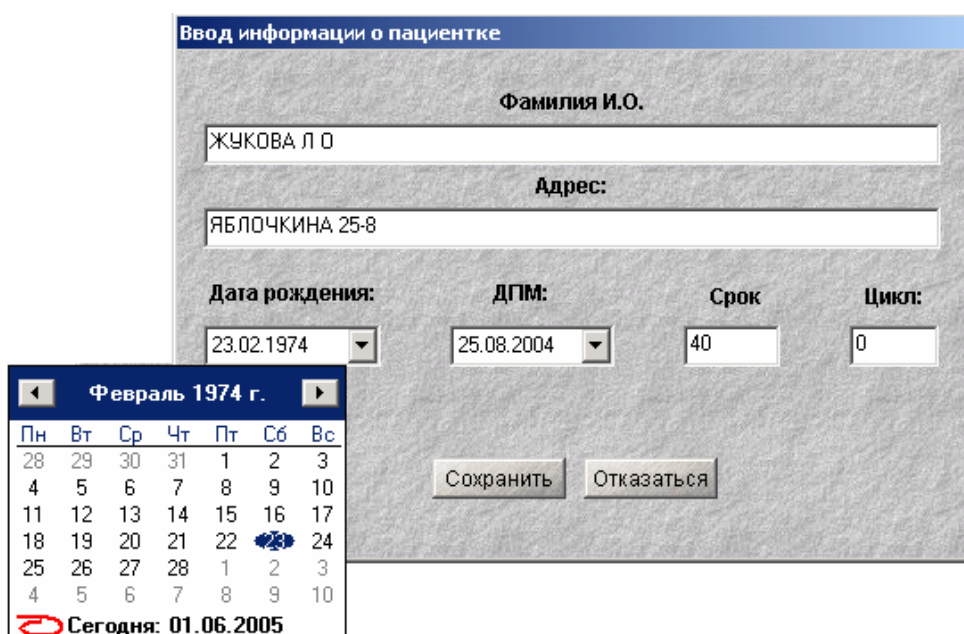 Ввод информации о пациентке
Фамилия И.О.
ЖУКОВА Л О
Адрес:
ЯБЛОЧКИНА 25-8
Дата рождения: ДПМ: Срок Цикл:
23.02.1974 25.08.2004 40 0
Февраль 1974 г.
Пн Вт Ср Чт Пт Сб Вс
28 29 30 31 1 2 3
4 5 6 7 8 9 10
11 12 13 14 15 16 17
18 19 20 21 22 23 24
25 26 27 28 1 2 3
4 5 6 7 8 9 10
Сегодня: 01.06.2005
Сохранить Отказаться